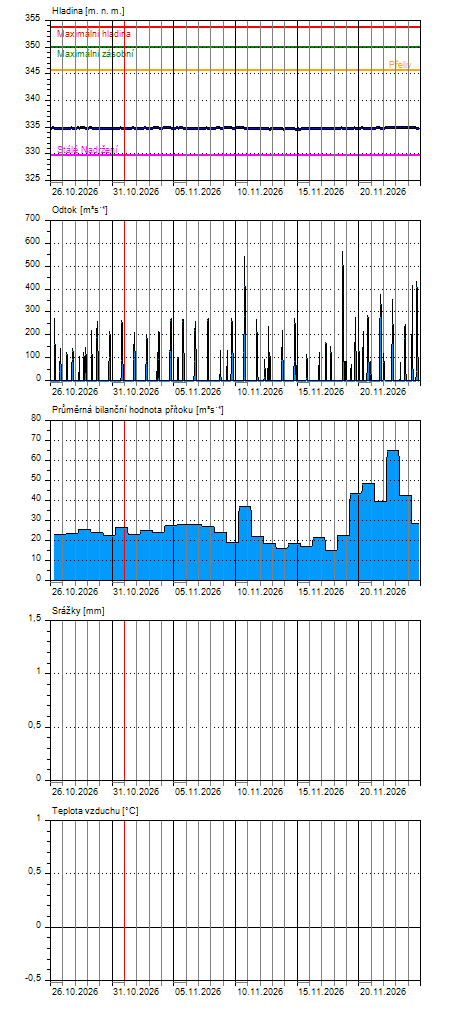 Hladina [m. n. m.]
355
Maximální hladina
350
Maximální zásobní
345
Přeliv
340
335
330
Stálé Nadržení
325
26.10.2026 31.10.2026 05.11.2026 10.11.2026 15.11.2026 20.11.2026
Odtok [m³s⁻¹]
700
600
500
400
300
200
100
0
26.10.2026 31.10.2026 05.11.2026 10.11.2026 15.11.2026 20.11.2026
Průměrná bilanční hodnota přítoku [m³s⁻¹]
80
70
60
50
40
30
20
10
0
26.10.2026 31.10.2026 05.11.2026 10.11.2026 15.11.2026 20.11.2026
Srážky [mm]
1,5
1
0,5
0
26.10.2026 31.10.2026 05.11.2026 10.11.2026 15.11.2026 20.11.2026
Teplota vzduchu [°C]
1
0,5
0
-0,5
26.10.2026 31.10.2026 05.11.2026 10.11.2026 15.11.2026 20.11.2026